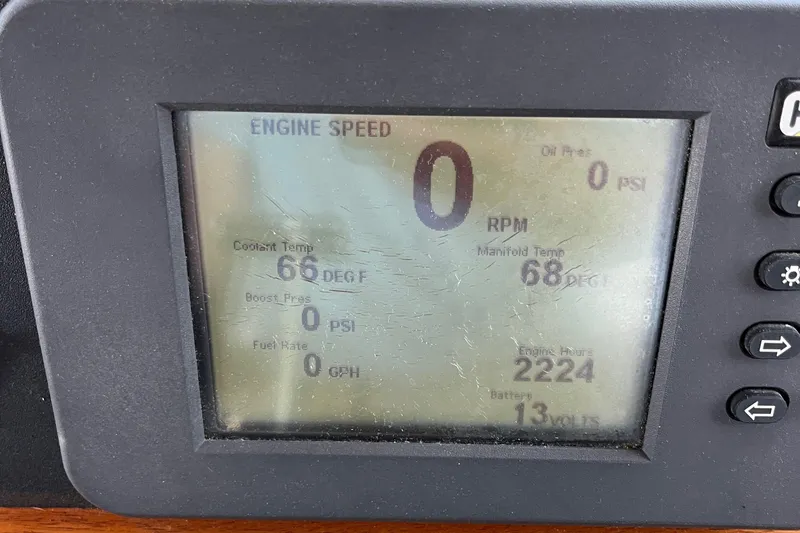 ENGINE SPEED
0 RPM
Oil Pres
0 PSI
Coolant Temp
66 DEG F
Manifold Temp
68 DEG F
Boost Pres
0 PSI
Fuel Rate
0 GPH
Engine Hours
2224
Battery
13 VOLTS